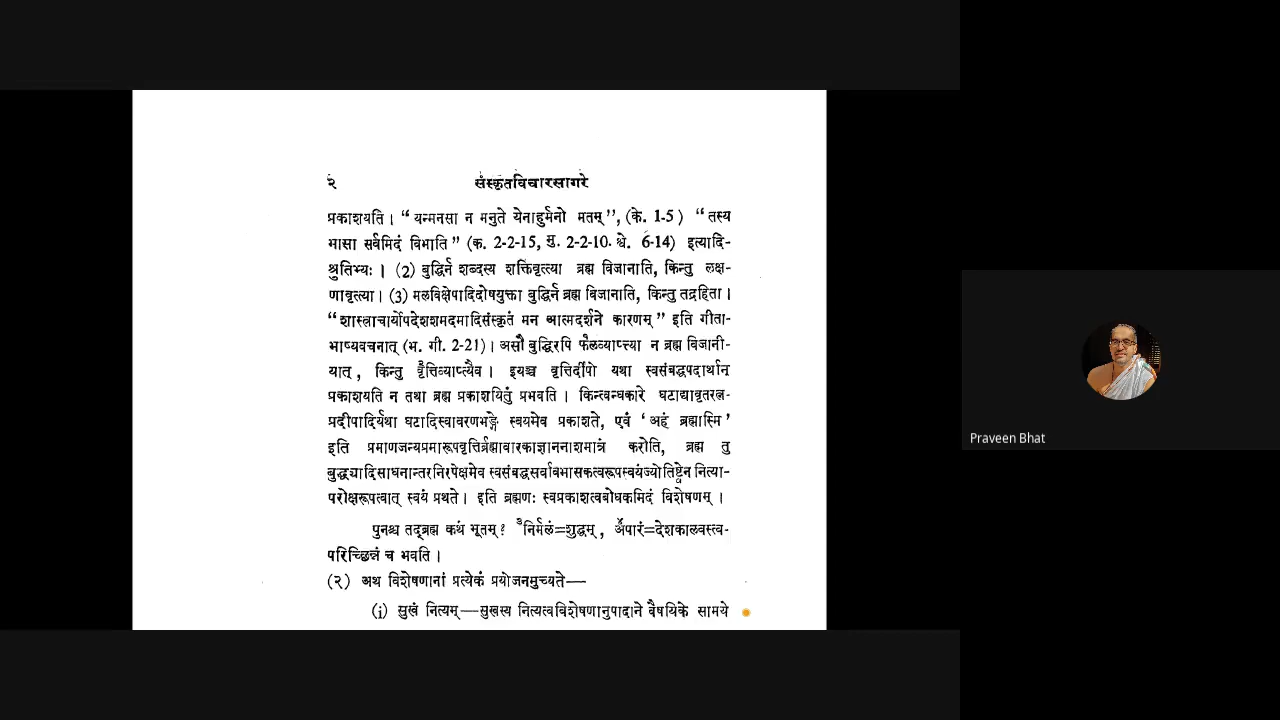 २ संस्कृतविचारसागरे
प्रकाशयति । “ यन्मनसा न मनुते येनाहुर्मनो मतम् ’’, (के. 1-5 ) “ तस्य
भासा सर्वमिदं विभाति ” (क. 2-2-15, मु. 2-2-10. श्वे. 6-14) इत्यादि-
श्रुतिभ्यः । (2) बुद्धिर्न शब्दस्य शक्तिवृत्त्या ब्रह्म विजानाति, किन्तु लक्ष-
णावृत्त्या । (3) मलविक्षेपादिदोषयुक्ता बुद्धिर्न ब्रह्म विजानाति, किन्तु तद्रहिता ।
“शास्त्राचार्योपदेशशमदमादिसंस्कृतं मन आत्मदर्शने कारणम् ” इति गीता-
भाष्यवचनात् (भ. गी. 2-21) । असौ बुद्धिरपि फलव्याप्त्या न ब्रह्म विजानी-
यात् , किन्तु वृत्तिव्याप्त्यैव । इयञ्च वृत्तिर्दीपो यथा स्वसंबद्धपदार्थान्
प्रकाशयति न तथा ब्रह्म प्रकाशयितुं प्रभवति । किन्त्वन्धकारे घटाद्यावृतरत्न-
प्रदीपादिर्यथा घटादिस्वावरणभङ्गे स्वयमेव प्रकाशते, एवं ‘ अहं ब्रह्मास्मि ’
इति प्रमाणजन्यप्रमारूपवृत्तिर्ब्रह्मावारकाज्ञाननाशमात्रं करोति, ब्रह्म तु
बुद्ध्यादिसाधनान्तरनिरपेक्षमेव स्वसंबद्धसर्वावभासकत्वरूपस्वयंज्योतिष्ट्वेन नित्या-
परोक्षरूपत्वात् स्वयं प्रथते । इति ब्रह्मणः स्वप्रकाशत्वबोधकमिदं विशेषणम् ।
पुनश्च तद्ब्रह्म कथं भूतम् ? निर्मलं=शुद्धम् , अपारं=देशकालवस्त्व-
परिच्छिन्नं च भवति ।
(२) अथ विशेषणानां प्रत्येकं प्रयोजनमुच्यते—
(i) सुखं नित्यम्—सुखस्य नित्यत्वविशेषणानुपादाने वैषयिके सामये
Praveen Bhat